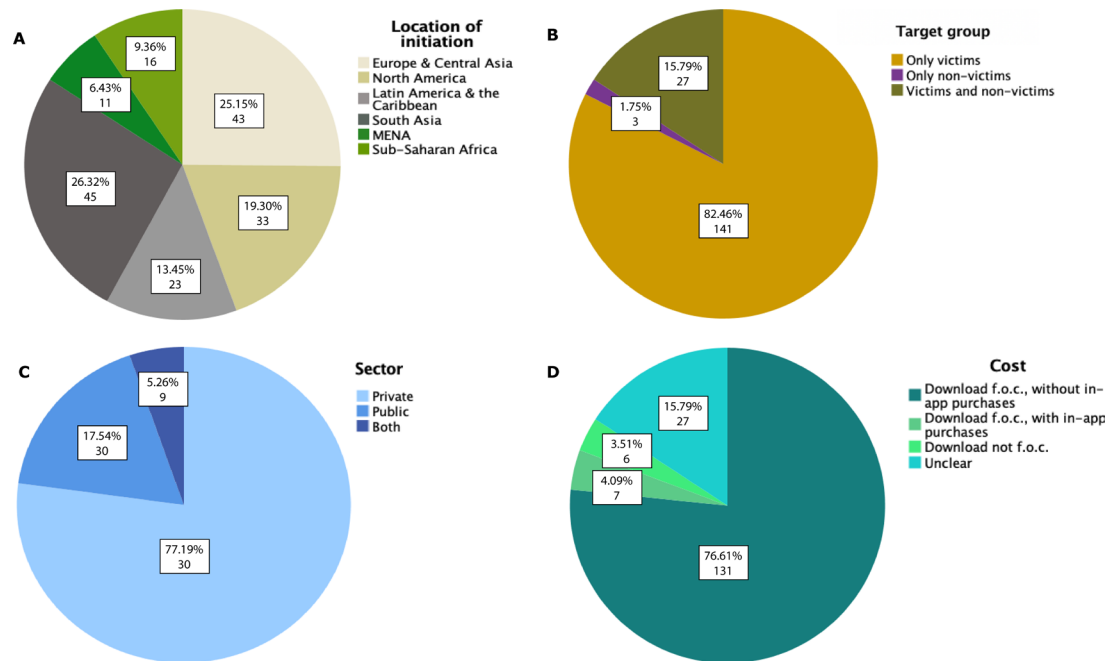 A
Location of
initiation
Europe & Central Asia
North America
Latin America & the
Caribbean
South Asia
MENA
Sub-Saharan Africa
9.36%
16
6.43%
11
25.15%
43
26.32%
45
19.30%
33
13.45%
23
B
Target group
Only victims
Only non-victims
Victims and non-victims
15.79%
27
1.75%
3
82.46%
141
C
Sector
Private
Public
Both
5.26%
9
17.54%
30
77.19%
30
D
Cost
Download f.o.c., without in-
app purchases
Download f.o.c., with in-app
purchases
Download not f.o.c.
Unclear
15.79%
27
3.51%
6
4.09%
7
76.61%
131